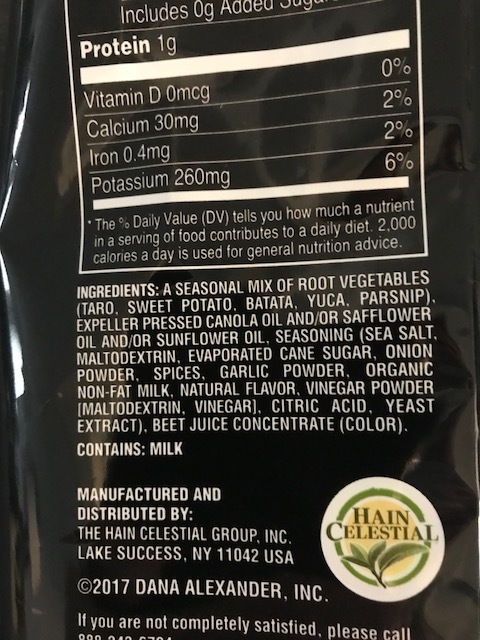 Includes 0g Added
Protein 1g
0%
Vitamin D 0mcg
2%
Calcium 30mg
2%
Iron 0.4mg
6%
Potassium 260mg
* The % Daily Value (DV) tells you how much a nutrient
in a serving of food contributes to a daily diet. 2,000
calories a day is used for general nutrition advice.
INGREDIENTS: A SEASONAL MIX OF ROOT VEGETABLES
(TARO, SWEET POTATO, BATATA, YUCA, PARSNIP),
EXPELLER PRESSED CANOLA OIL AND/OR SAFFLOWER
OIL AND/OR SUNFLOWER OIL, SEASONING (SEA SALT,
MALTODEXTRIN, EVAPORATED CANE SUGAR, ONION
POWDER, SPICES, GARLIC POWDER, ORGANIC
NON-FAT MILK, NATURAL FLAVOR, VINEGAR POWDER
[MALTODEXTRIN, VINEGAR], CITRIC ACID, YEAST
EXTRACT), BEET JUICE CONCENTRATE (COLOR).
CONTAINS: MILK
MANUFACTURED AND
DISTRIBUTED BY:
THE HAIN CELESTIAL GROUP, INC.
LAKE SUCCESS, NY 11042 USA
HAIN
CELESTIAL
©2017 DANA ALEXANDER, INC.
If you are not completely satisfied, please call